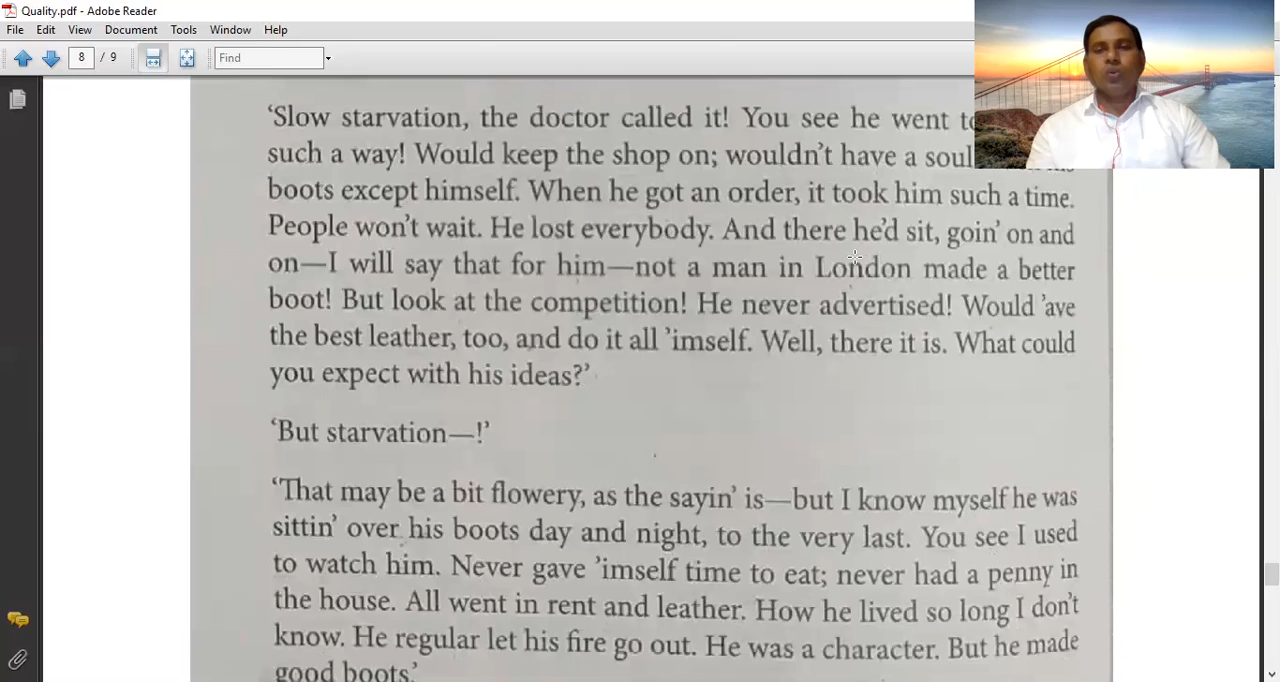 Quality.pdf - Adobe Reader
File Edit View Document Tools Window Help
8 / 9 Find
‘Slow starvation, the doctor called it! You see he went
such a way! Would keep the shop on; wouldn’t have a soul
boots except himself. When he got an order, it took him such a time.
People won’t wait. He lost everybody. And there he’d sit, goin’ on and
on—I will say that for him—not a man in London made a better
boot! But look at the competition! He never advertised! Would ’ave
the best leather, too, and do it all ’imself. Well, there it is. What could
you expect with his ideas?’
‘But starvation—!’
‘That may be a bit flowery, as the sayin’ is—but I know myself he was
sittin’ over his boots day and night, to the very last. You see I used
to watch him. Never gave ’imself time to eat; never had a penny in
the house. All went in rent and leather. How he lived so long I don’t
know. He regular let his fire go out. He was a character. But he made
good boots.’